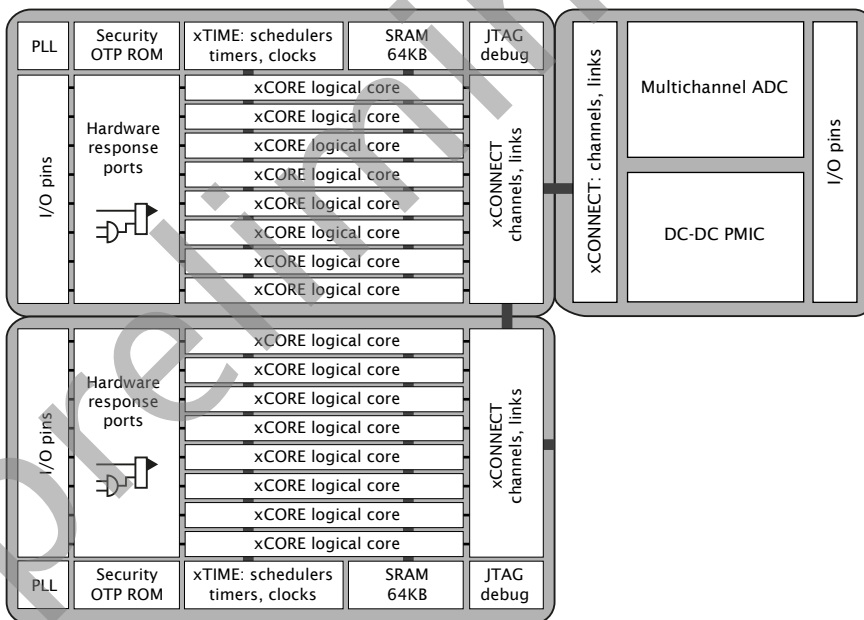 PLL
Security
OTP ROM
xTIME: schedulers
timers, clocks
SRAM
64KB
JTAG
debug
I/O pins
Hardware
response
ports
xCORE logical core
xCORE logical core
xCORE logical core
xCORE logical core
xCORE logical core
xCORE logical core
xCORE logical core
xCORE logical core
xCONNECT
channels, links
xCONNECT: channels, links
Multichannel ADC
DC-DC PMIC
I/O pins
I/O pins
Hardware
response
ports
xCORE logical core
xCORE logical core
xCORE logical core
xCORE logical core
xCORE logical core
xCORE logical core
xCORE logical core
xCORE logical core
xCONNECT
channels, links
PLL
Security
OTP ROM
xTIME: schedulers
timers, clocks
SRAM
64KB
JTAG
debug
prelimin